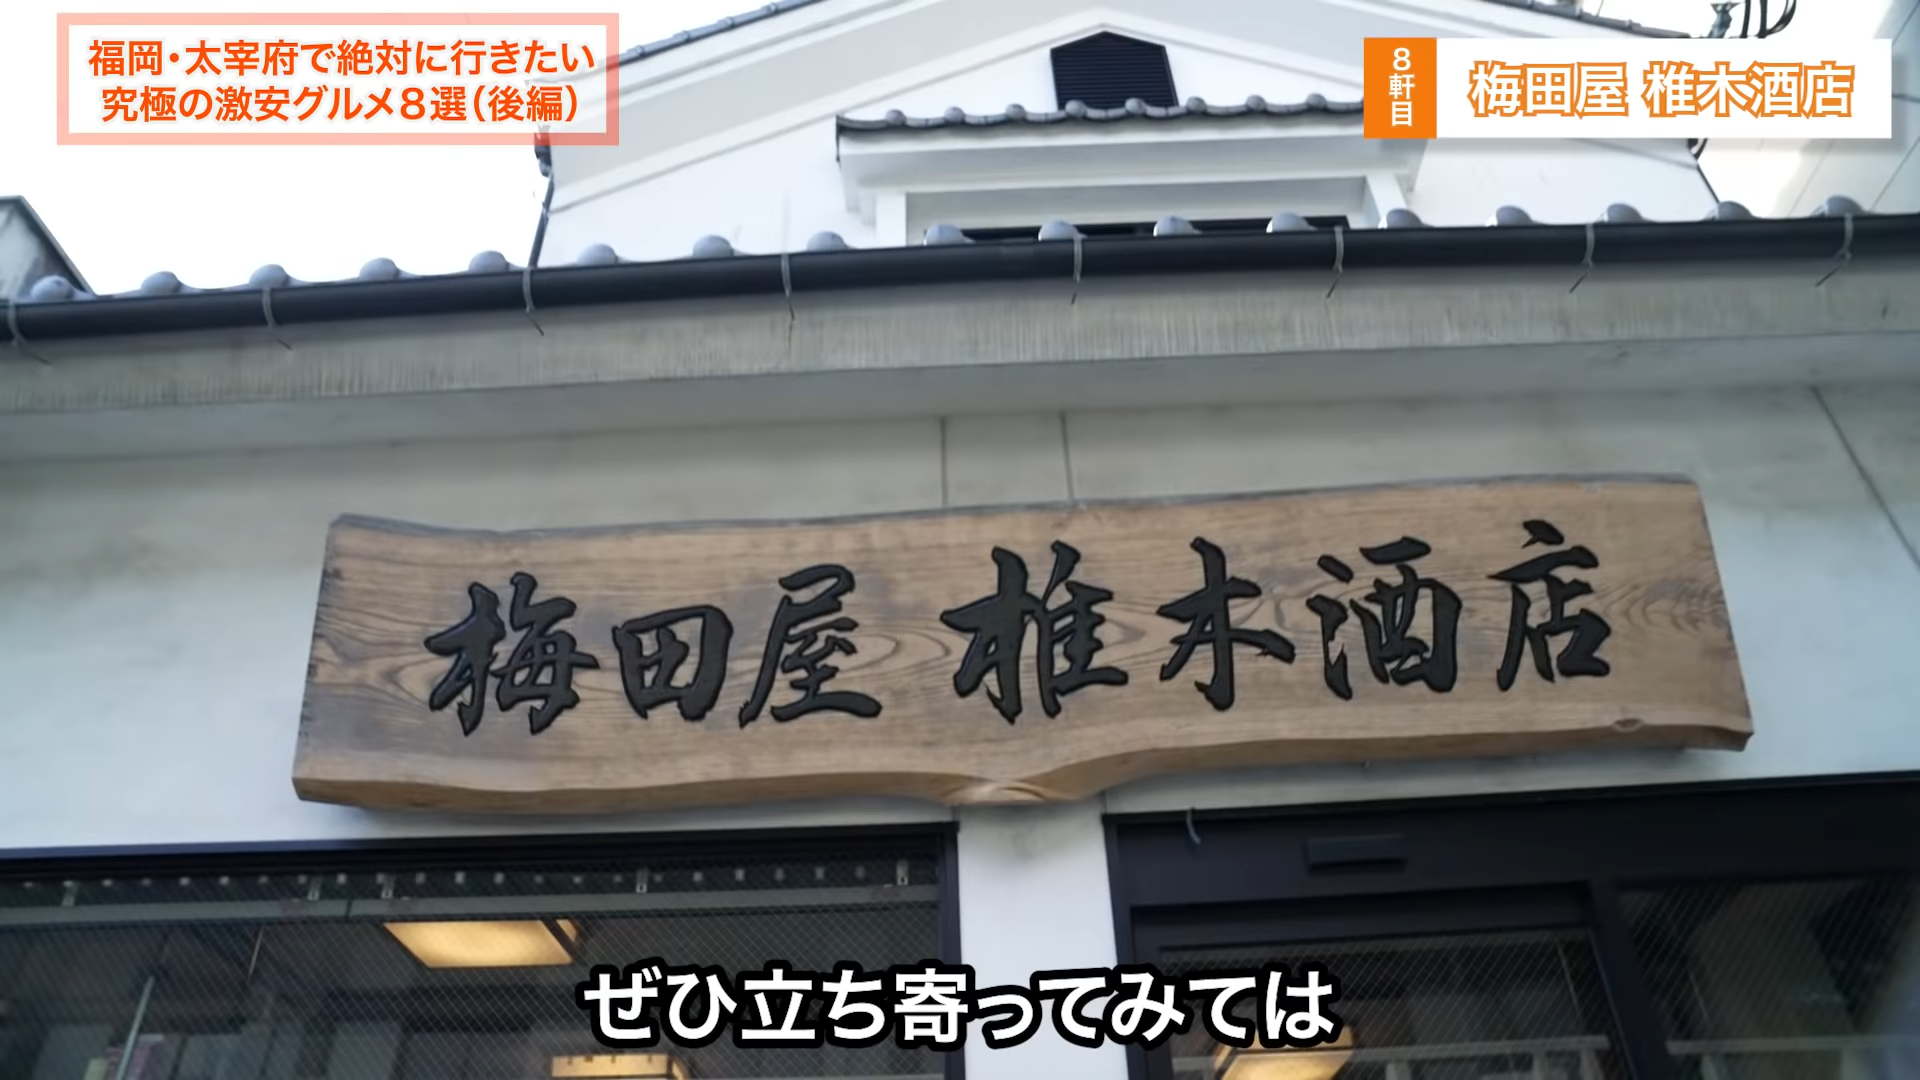 福岡・太宰府で絶対に行きたい
究極の激安グルメ8選(後編)
8軒目
梅田屋 椎木酒店
梅田屋 椎木酒店
ぜひ立ち寄ってみては